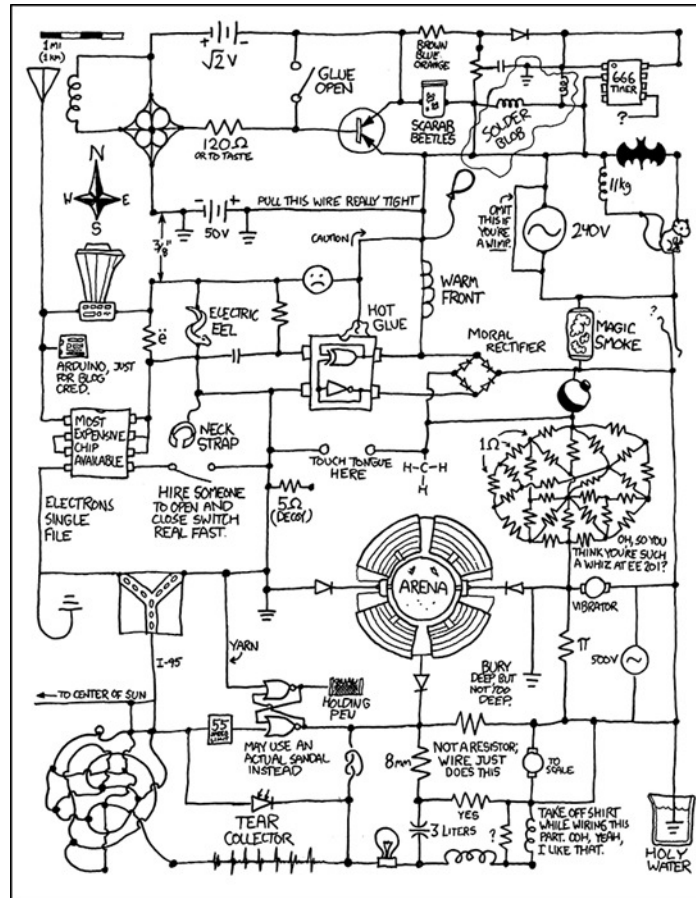 1 MI
(1 KM)
√2 V
GLUE
OPEN
BROWN
BLUE
ORANGE
SCARAB
BEETLES
SOLDER
BLOB
666
TIMER
?
120Ω
OR TO TASTE
N
W
E
S
50V
PULL THIS WIRE REALLY TIGHT
3/8"
CAUTION
OMIT
THIS IF
YOU'RE
A WIMP.
240V
11kg
ELECTRIC
EEL
HOT
GLUE
WARM
FRONT
MORAL
RECTIFIER
MAGIC
SMOKE
?
ë
ARDUINO, JUST
FOR BLOG
CRED.
MOST
EXPENSIVE
CHIP
AVAILABLE
NECK
STRAP
TOUCH TONGUE
HERE
H-C-H
H
1Ω
ELECTRONS
SINGLE
FILE
HIRE SOMEONE
TO OPEN AND
CLOSE SWITCH
REAL FAST.
5Ω
(DECOY)
OH, SO YOU
THINK YOU'RE SUCH
A WHIZ AT EE 201?
ARENA
VIBRATOR
π
500V
YARN
I-95
BURY
DEEP, BUT
NOT TOO
DEEP.
TO CENTER OF SUN
55
HOLDING
PEN
MAY USE AN
ACTUAL SANDAL
INSTEAD
NOT A RESISTOR;
WIRE JUST
DOES THIS
8mm
TO
SCALE
YES
3 LITERS
?
TAKE OFF SHIRT
WHILE WIRING THIS
PART. OOH, YEAH,
I LIKE THAT.
TEAR
COLLECTOR
HOLY
WATER